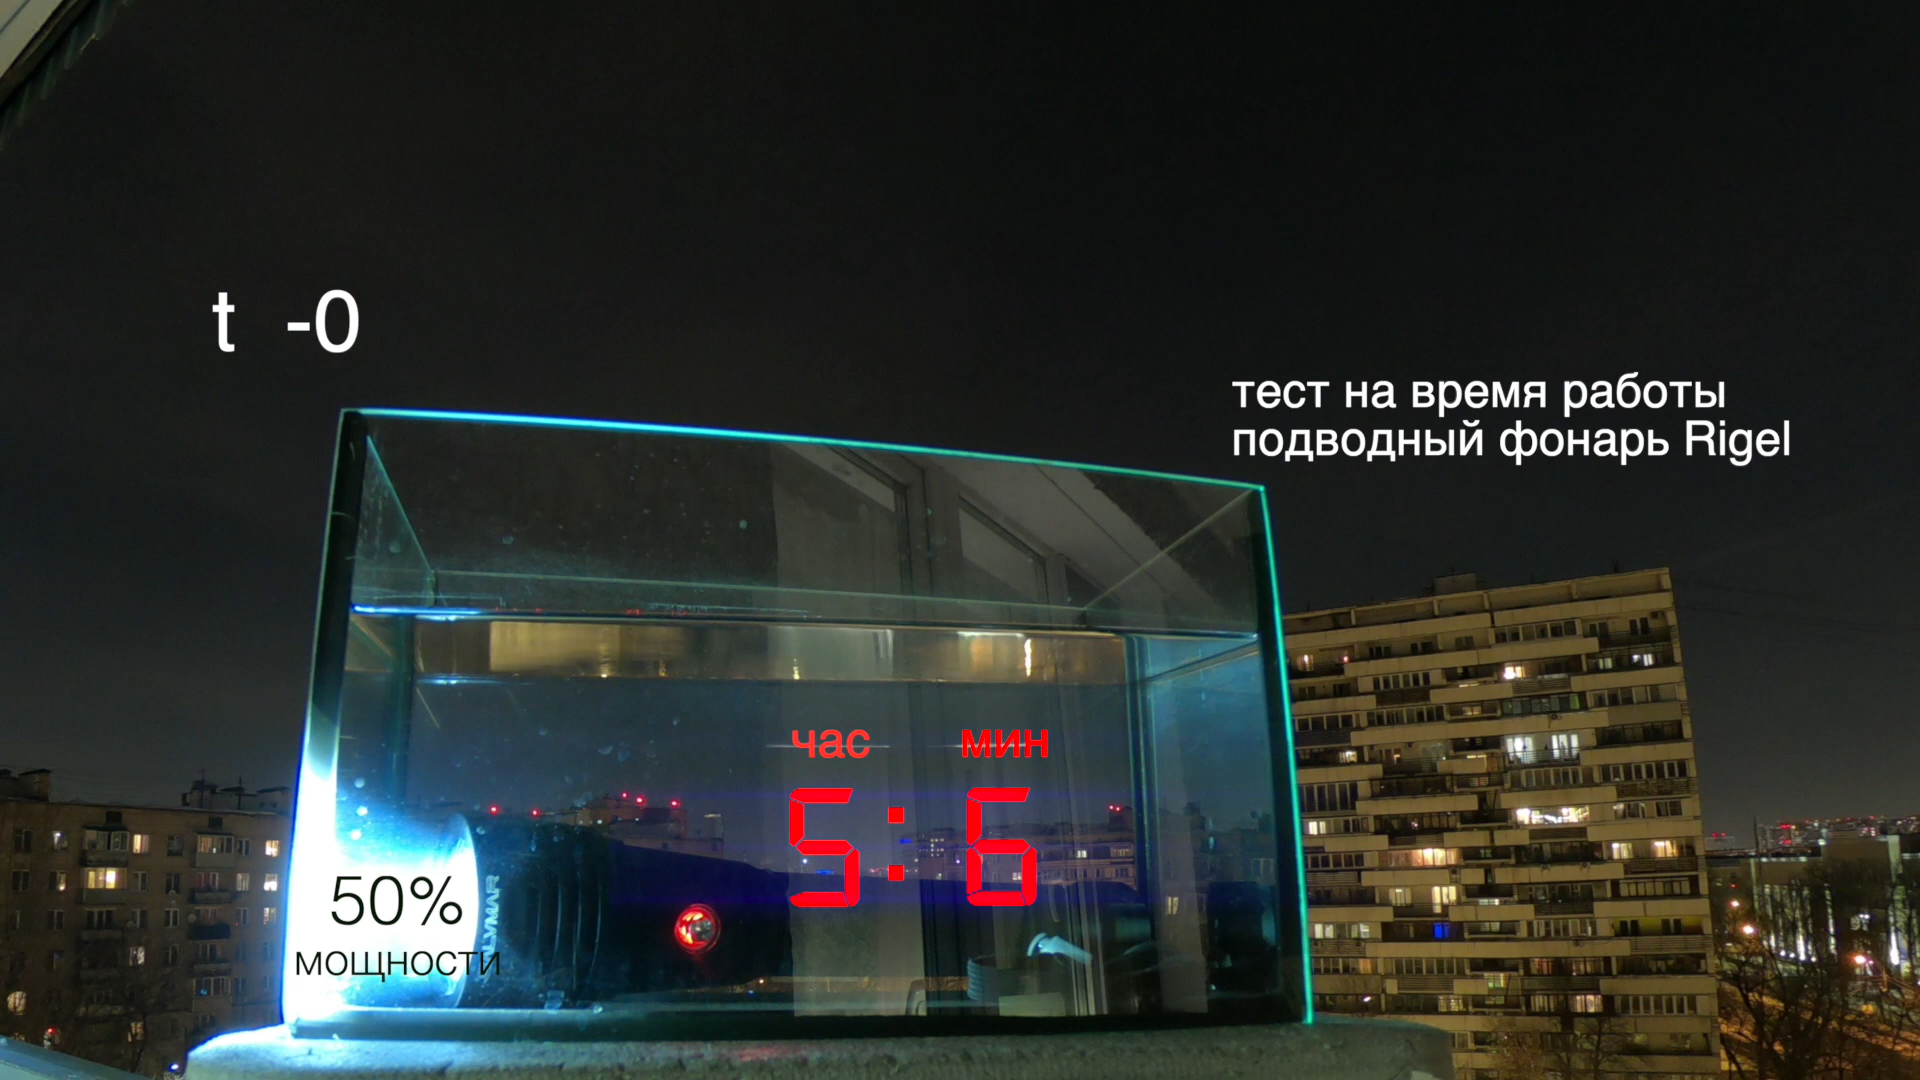 t -0
тест на время работы
подводный фонарь Rigel
час мин
5:6
50%
мощности